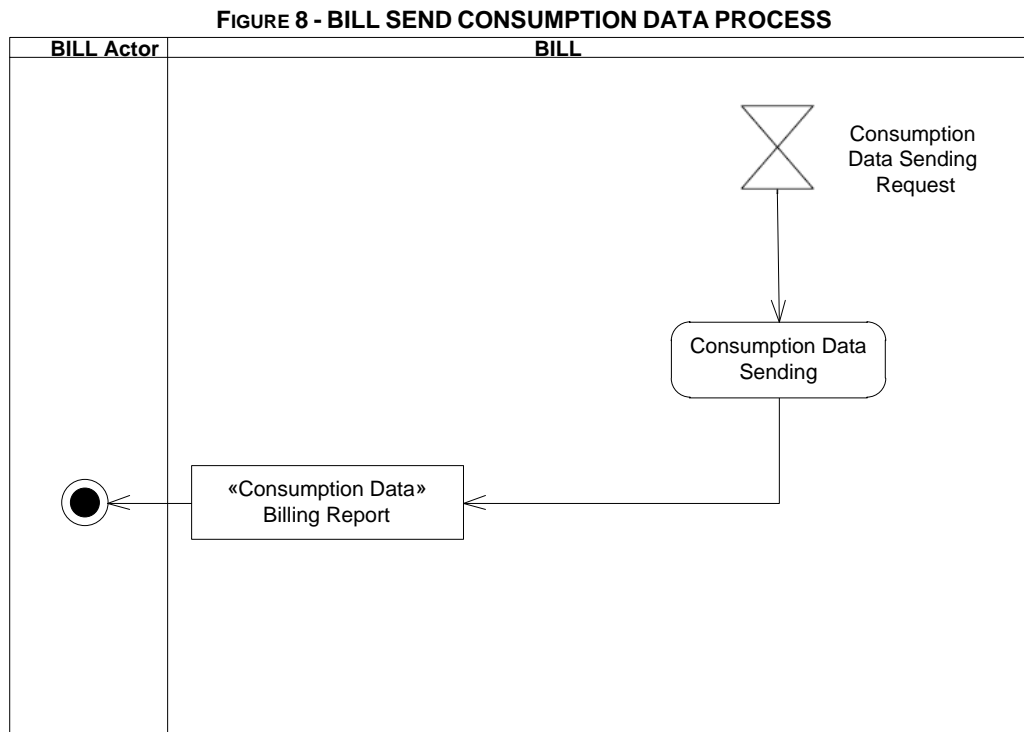 FIGURE 8 - BILL SEND CONSUMPTION DATA PROCESS
BILL Actor
BILL
Consumption
Data Sending
Request
Consumption Data
Sending
«Consumption Data»
Billing Report